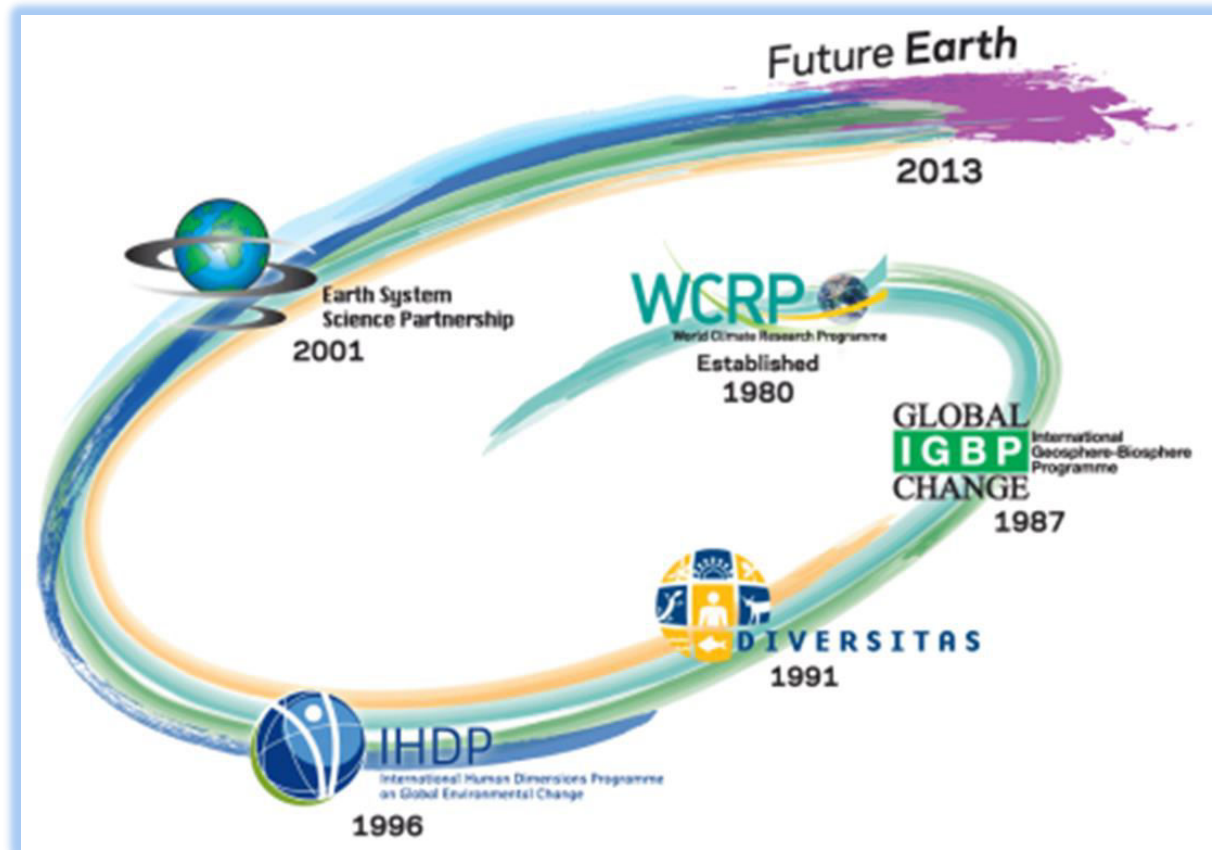 Future Earth
2013
Earth System
Science Partnership
2001
WCRP
World Climate Research Programme
Established
1980
GLOBAL
IGBP
CHANGE
International
Geosphere-Biosphere
Programme
1987
DIVERSITAS
1991
IHDP
International Human Dimensions Programme
on Global Environmental Change
1996